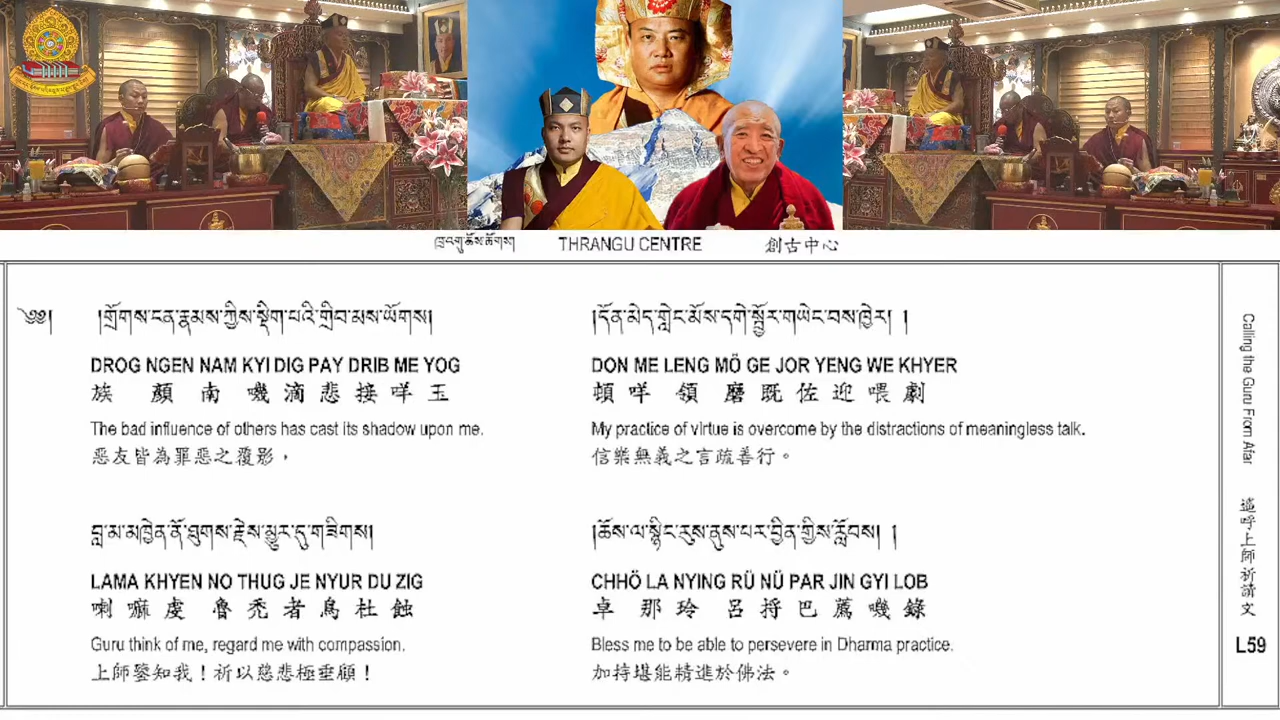 ཁྲ་འགུ་ཆོས་ཚོགས། THRANGU CENTRE 創古中心
༄༅། །གྲོགས་ངན་རྣམས་ཀྱིས་སྡིག་པའི་གྲིབ་མས་ཡོགས། །དོན་མེད་གླེང་མོས་དགེ་སྦྱོར་གཡེང་བས་ཁྱེར། །
DROG NGEN NAM KYI DIG PAY DRIB ME YOG DON ME LENG MÖ GE JOR YENG WE KHYER
族 顏 南 嘰 滴 悲 接 咩 玉 頓 咩 領 磨 既 佐 迎 喂 劇
The bad influence of others has cast its shadow upon me. My practice of virtue is overcome by the distractions of meaningless talk.
惡友皆為罪惡之覆影， 信樂無義之言疏善行。
བླ་མ་མཁྱེན་ནོ་ཐུགས་རྗེས་མྱུར་དུ་གཟིགས། །ཆོས་ལ་སྙིང་རུས་ནུས་པར་བྱིན་གྱིས་རློབས། །
LAMA KHYEN NO THUG JE NYUR DU ZIG CHHÖ LA NYING RÜ NÜ PAR JIN GYI LOB
喇 嘛 虔 魯 禿 者 鳥 杜 蝕 卓 那 玲 呂 捋 巴 薦 嘰 錄
Guru think of me, regard me with compassion. Bless me to be able to persevere in Dharma practice.
上師鑒知我！祈以慈悲極垂顧！ 加持堪能精進於佛法。
Calling the Guru From Afar
遙呼上師祈請文
L59